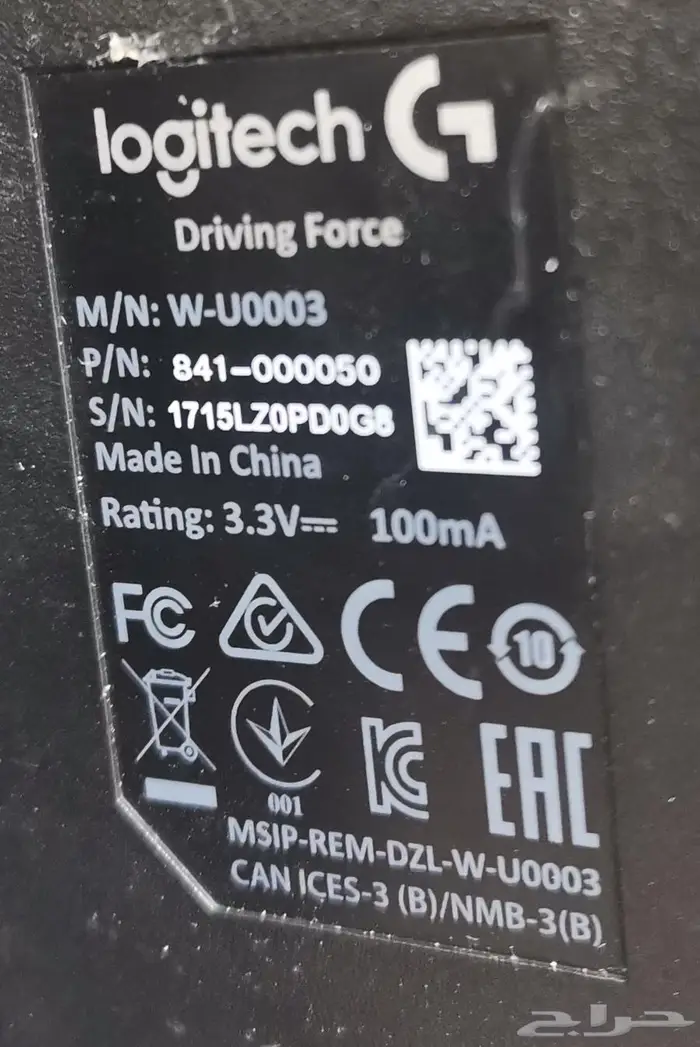 logitech G
Driving Force
M/N: W-U0003
P/N: 841-000050
S/N: 1715LZ0PD0G8
Made In China
Rating: 3.3V⎓ 100mA
FC CE 10
001 KC EAC
MSIP-REM-DZL-W-U0003
CAN ICES-3 (B)/NMB-3(B)
حراج